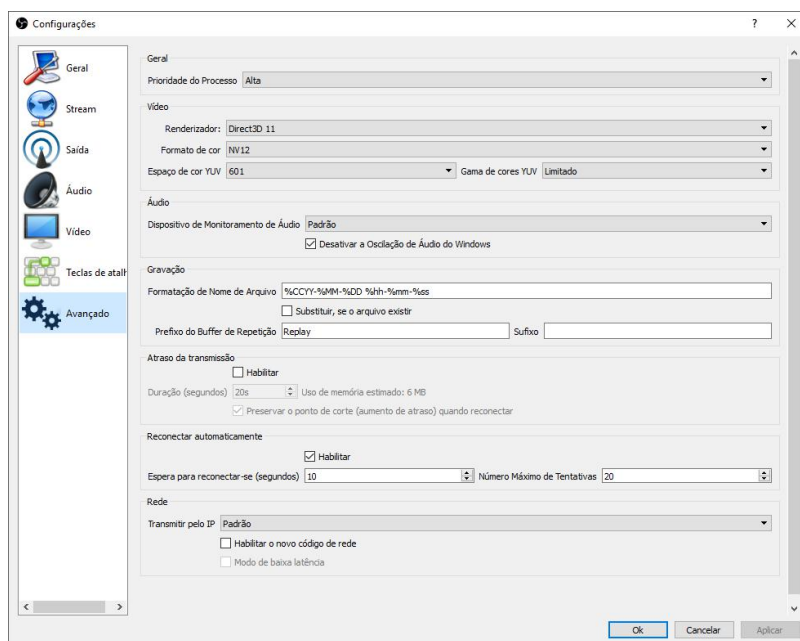 Configurações
?
Geral
Stream
Saída
Áudio
Vídeo
Teclas de atalh
Avançado
Geral
Prioridade do Processo Alta
Vídeo
Renderizador: Direct3D 11
Formato de cor NV12
Espaço de cor YUV 601 Gama de cores YUV Limitado
Áudio
Dispositivo de Monitoramento de Áudio Padrão
Desativar a Oscilação de Áudio do Windows
Gravação
Formatação de Nome de Arquivo %CCYY-%MM-%DD %hh-%mm-%ss
Substituir, se o arquivo existir
Prefixo do Buffer de Repetição Replay Sufixo
Atraso da transmissão
Habilitar
Duração (segundos) 20s Uso de memória estimado: 6 MB
Preservar o ponto de corte (aumento de atraso) quando reconectar
Reconectar automaticamente
Habilitar
Espera para reconectar-se (segundos) 10 Número Máximo de Tentativas 20
Rede
Transmitir pelo IP Padrão
Habilitar o novo código de rede
Modo de baixa latência
Ok Cancelar Aplicar